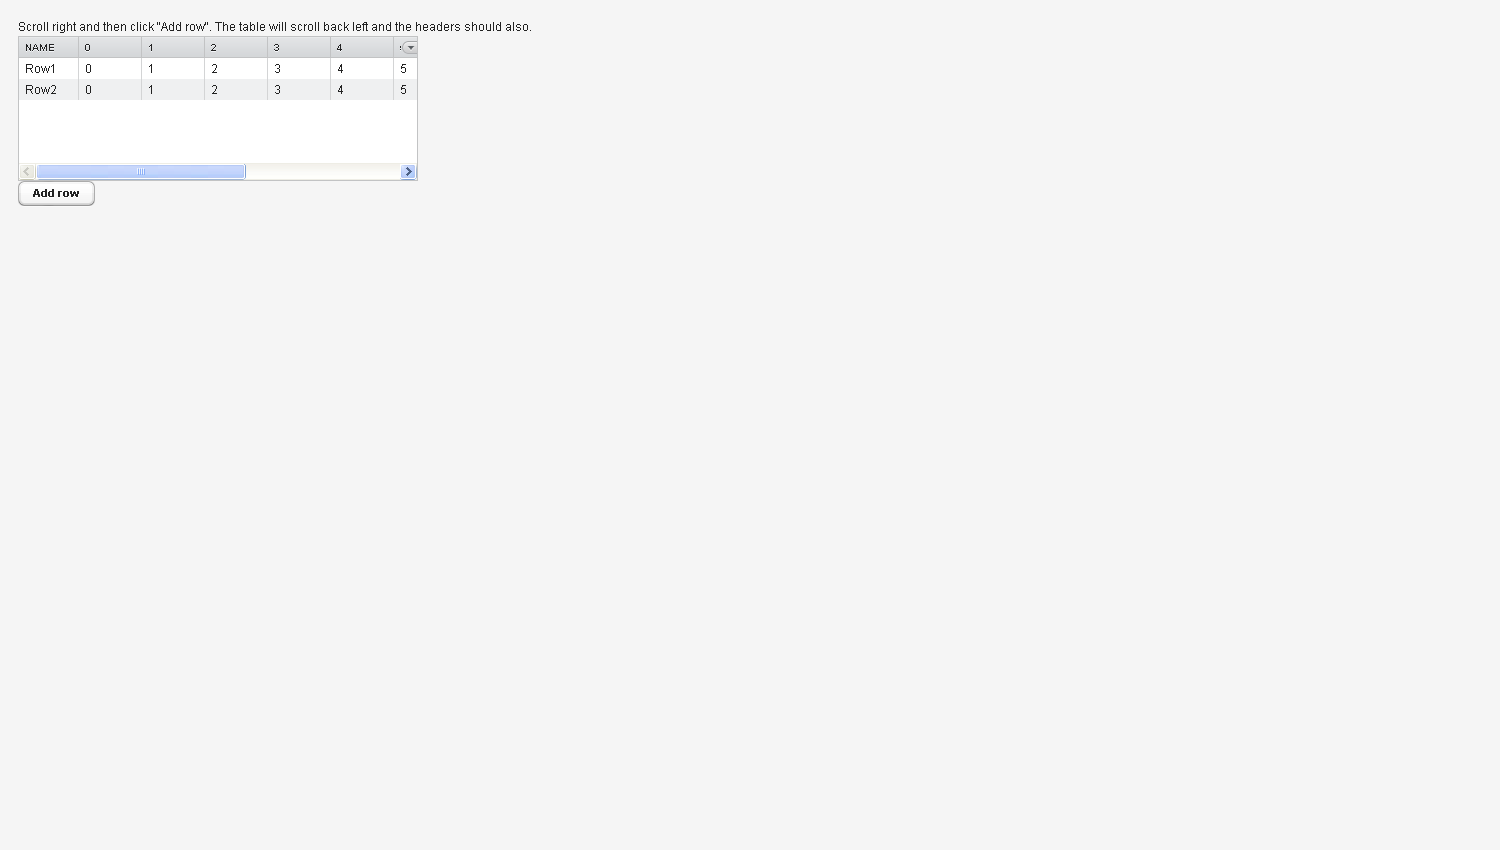 Scroll right and then click "Add row". The table will scroll back left and the headers should also.
NAME 0 1 2 3 4
Row1 0 1 2 3 4 5
Row2 0 1 2 3 4 5
Add row